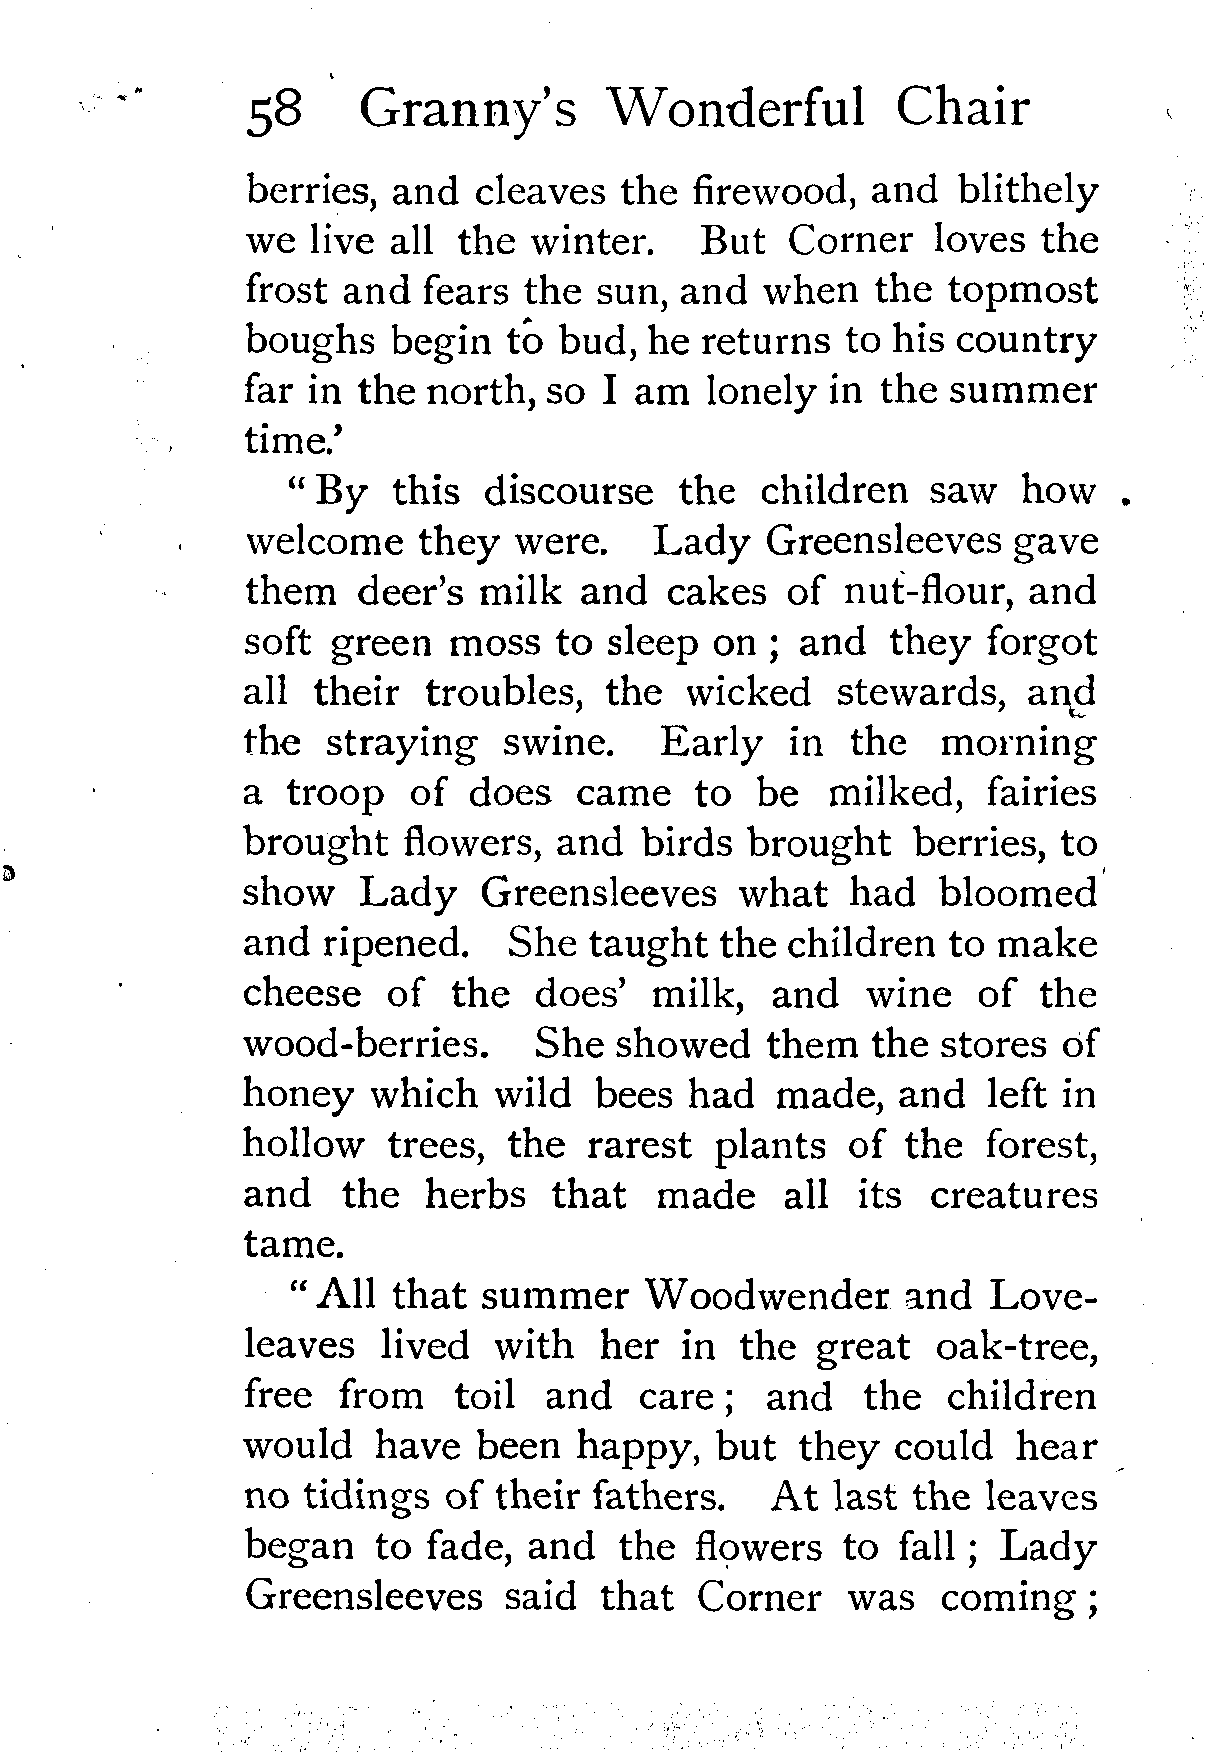 58 Granny's Wonderful Chair
berries, and cleaves the firewood, and blithely
we live all the winter. But Corner loves the
frost and fears the sun, and when the topmost
boughs begin to bud, he returns to his country
far in the north, so I am lonely in the summer
time.'
"By this discourse the children saw how
welcome they were. Lady Greensleeves gave
them deer's milk and cakes of nut-flour, and
soft green moss to sleep on ; and they forgot
all their troubles, the wicked stewards, and
the straying swine. Early in the morning
a troop of does came to be milked, fairies
brought flowers, and birds brought berries, to
show Lady Greensleeves what had bloomed
and ripened. She taught the children to make
cheese of the does' milk, and wine of the
wood-berries. She showed them the stores of
honey which wild bees had made, and left in
hollow trees, the rarest plants of the forest,
and the herbs that made all its creatures
tame.
"All that summer Woodwender and Love-
leaves lived with her in the great oak-tree,
free from toil and care ; and the children
would have been happy, but they could hear
no tidings of their fathers. At last the leaves
began to fade, and the flowers to fall ; Lady
Greensleeves said that Corner was coming ;